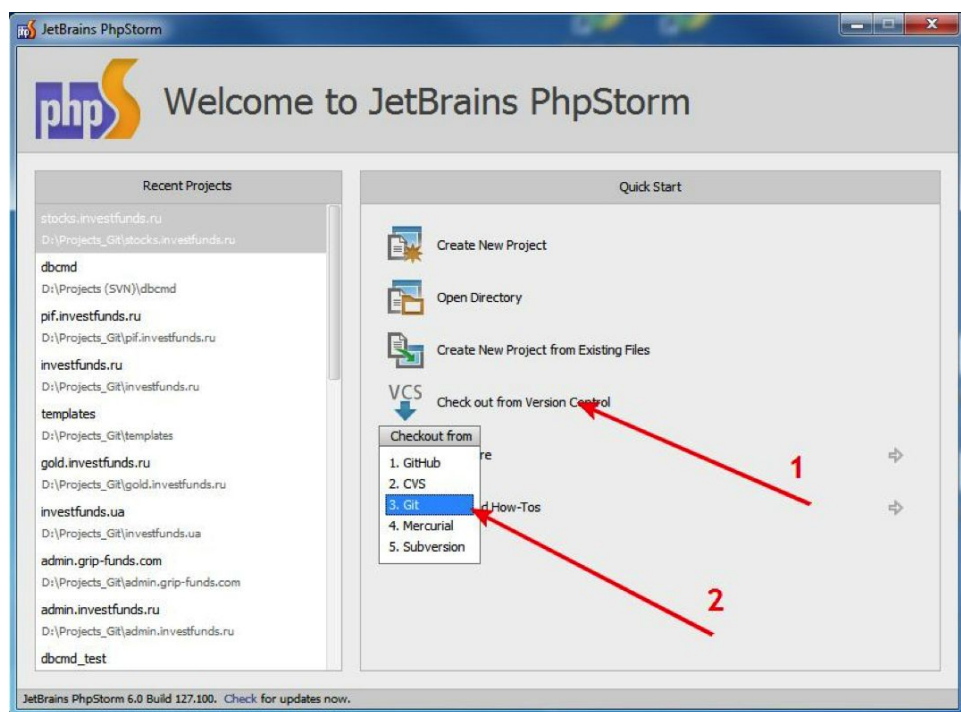 JetBrains PhpStorm
php
Welcome to JetBrains PhpStorm
Recent Projects
stocks.investfunds.ru
D:\Projects_Git\stocks.investfunds.ru
dbcmd
D:\Projects (SVN)\dbcmd
pif.investfunds.ru
D:\Projects_Git\pif.investfunds.ru
investfunds.ru
D:\Projects_Git\investfunds.ru
templates
D:\Projects_Git\templates
gold.investfunds.ru
D:\Projects_Git\gold.investfunds.ru
investfunds.ua
D:\Projects_Git\investfunds.ua
admin.grip-funds.com
D:\Projects_Git\admin.grip-funds.com
admin.investfunds.ru
D:\Projects_Git\admin.investfunds.ru
dbcmd_test
Quick Start
Create New Project
Open Directory
Create New Project from Existing Files
VCS
Check out from Version Control
Checkout from
1. GitHub
2. CVS
3. Git
4. Mercurial
5. Subversion
re
d How-Tos
1
2
JetBrains PhpStorm 6.0 Build 127.100. Check for updates now.